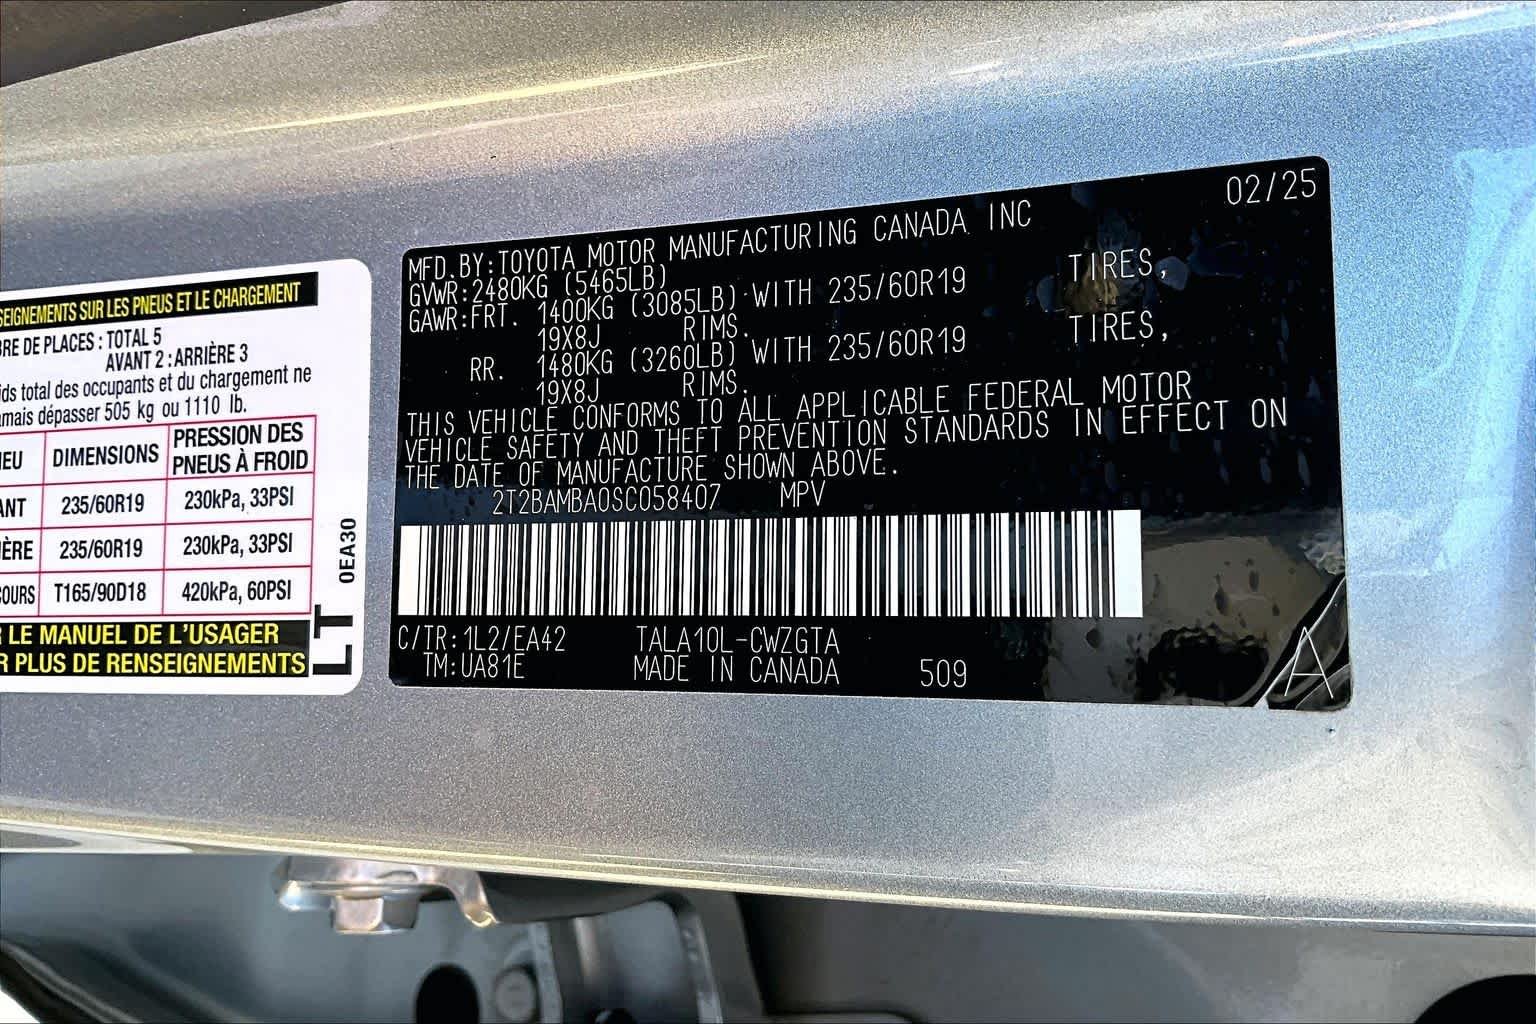 SEIGNEMENTS SUR LES PNEUS ET LE CHARGEMENT
BRE DE PLACES : TOTAL 5
AVANT 2 : ARRIÈRE 3
ids total des occupants et du chargement ne
amais dépasser 505 kg ou 1110 lb.
IEU DIMENSIONS PRESSION DES PNEUS À FROID
ANT 235/60R19 230kPa, 33PSI
IÈRE 235/60R19 230kPa, 33PSI
COURS T165/90D18 420kPa, 60PSI
R LE MANUEL DE L'USAGER
R PLUS DE RENSEIGNEMENTS
0EA30
LT
02/25
MFD.BY:TOYOTA MOTOR MANUFACTURING CANADA INC
GVWR:2480KG (5465LB)
GAWR:FRT. 1400KG (3085LB) WITH 235/60R19 TIRES,
19X8J RIMS.
RR. 1480KG (3260LB) WITH 235/60R19 TIRES,
19X8J RIMS.
THIS VEHICLE CONFORMS TO ALL APPLICABLE FEDERAL MOTOR
VEHICLE SAFETY AND THEFT PREVENTION STANDARDS IN EFFECT ON
THE DATE OF MANUFACTURE SHOWN ABOVE.
2T2BAMBA0SC058407 MPV
C/TR:1L2/EA42 TALA10L-CWZGTA
TM:UA81E MADE IN CANADA 509
A